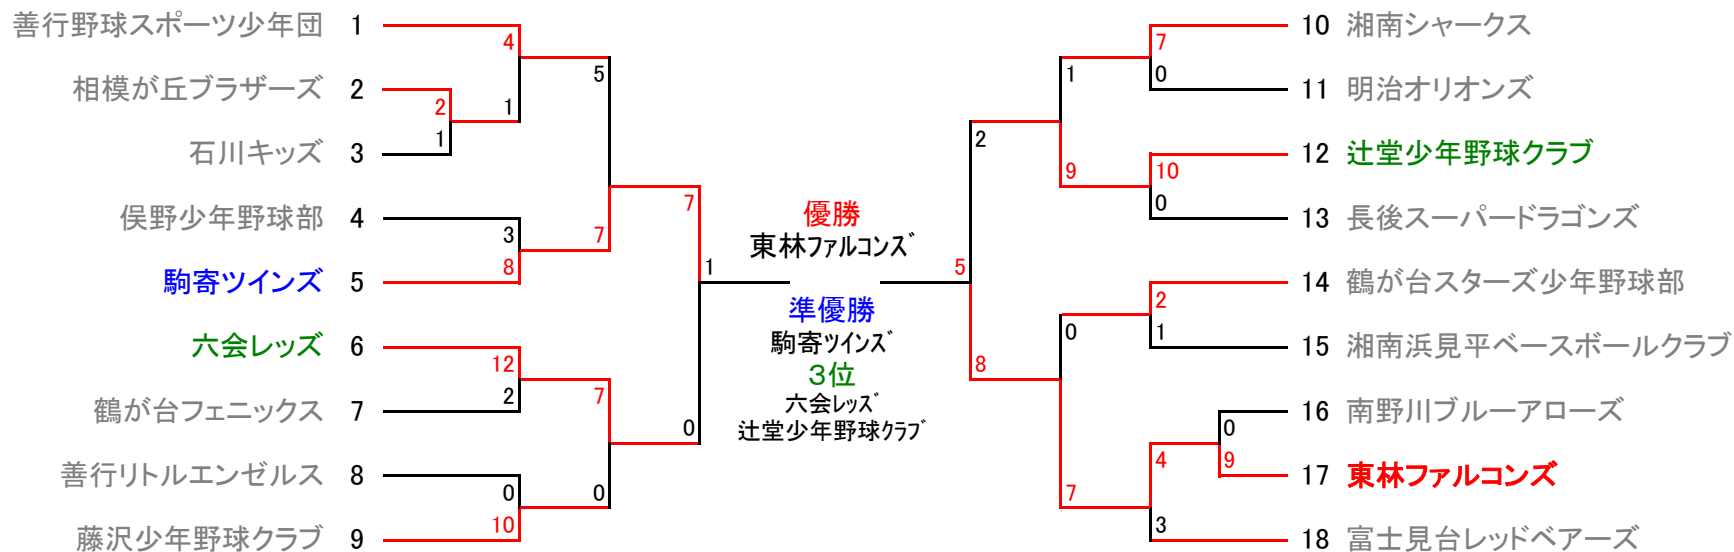 善行野球スポーツ少年団 1
4
相模が丘ブラザーズ 2
2
1
1
石川キッズ 3
5
俣野少年野球部 4
3
7
駒寄ツインズ 5
8
7
六会レッズ 6
12
鶴が台フェニックス 7
2
7
善行リトルエンゼルス 8
0
0
藤沢少年野球クラブ 9
10
0
1
優勝
東林ファルコンズ
準優勝
駒寄ツインズ
3位
六会レッズ
辻堂少年野球クラブ
5
10 湘南シャークス
7
0
11 明治オリオンズ
1
2
12 辻堂少年野球クラブ
10
9
0
13 長後スーパードラゴンズ
14 鶴が台スターズ少年野球部
2
0
1
15 湘南浜見平ベースボールクラブ
8
16 南野川ブルーアローズ
0
9
4
17 東林ファルコンズ
7
3
18 富士見台レッドベアーズ